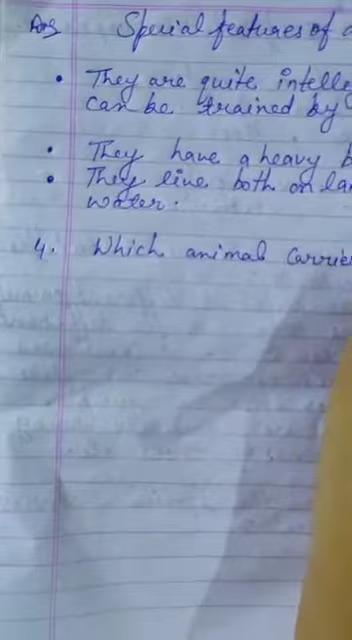 Ans Special features of
• They are quite
can be trained by
• They have a heavy
• They live both on
water.
4. Which animal